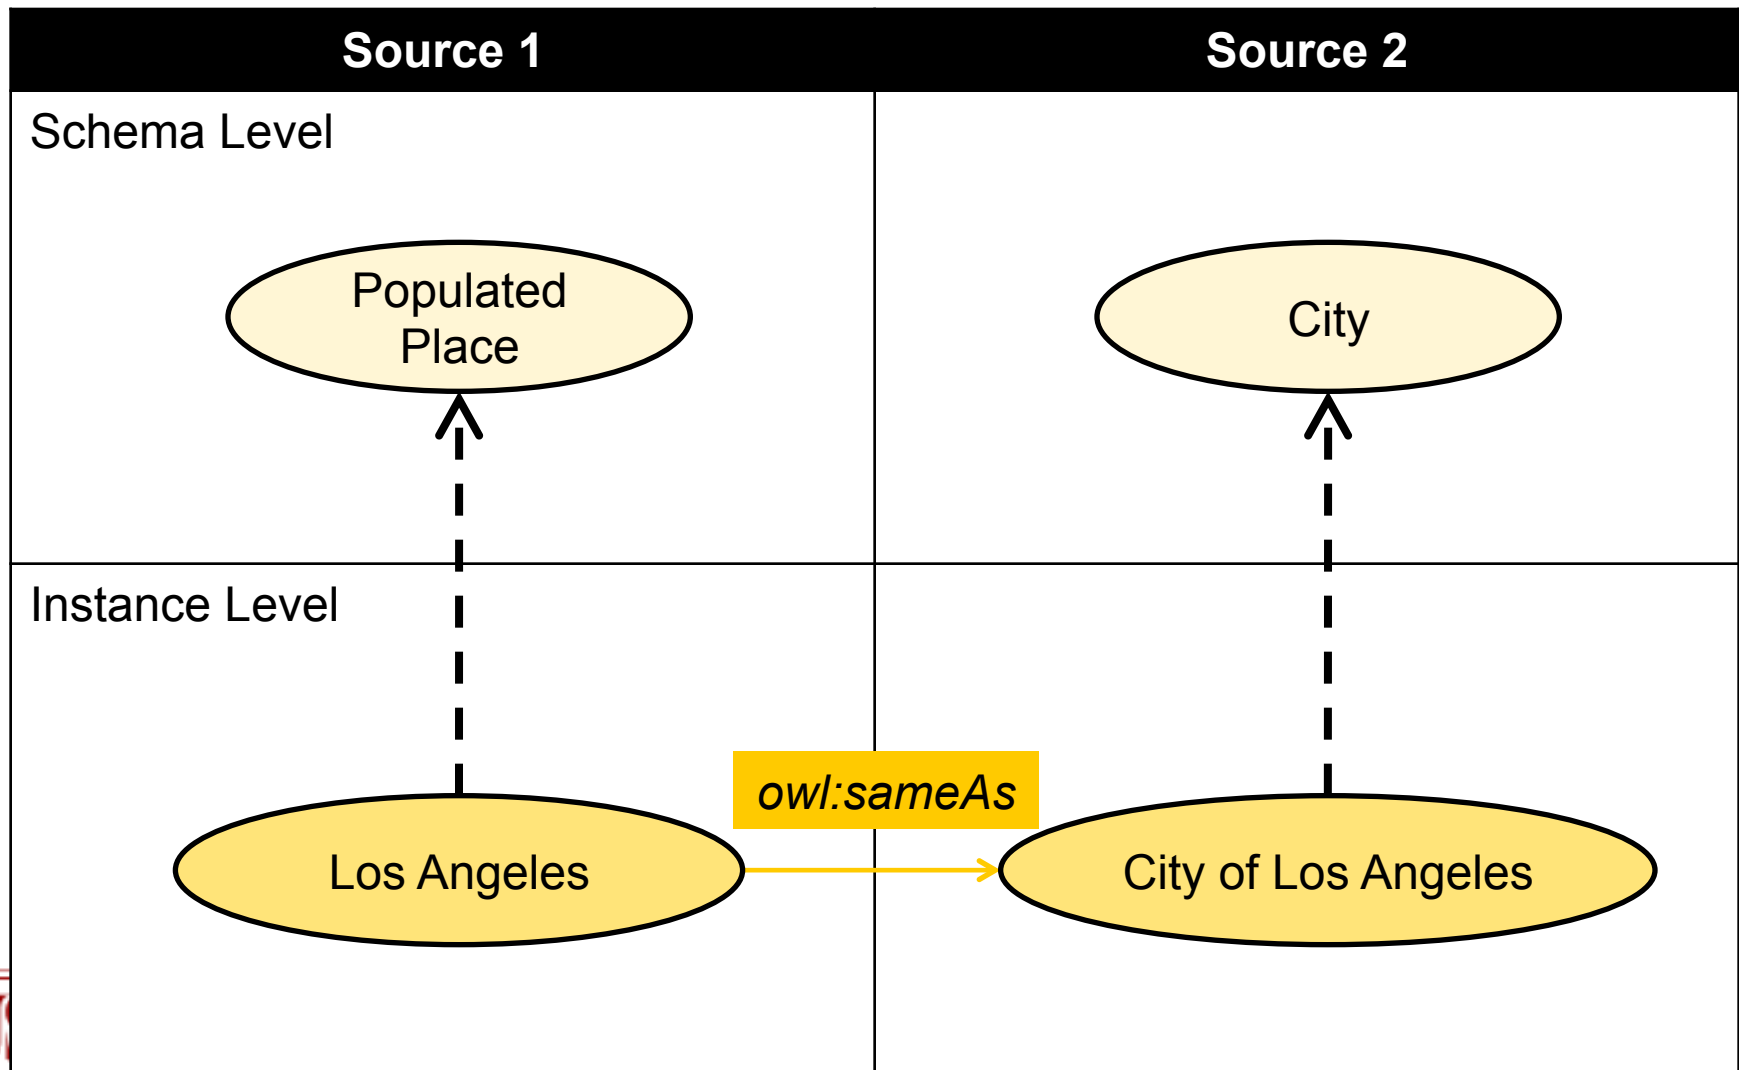 Source 1
Source 2
Schema Level
Populated
Place
City
Instance Level
owl:sameAs
Los Angeles
City of Los Angeles